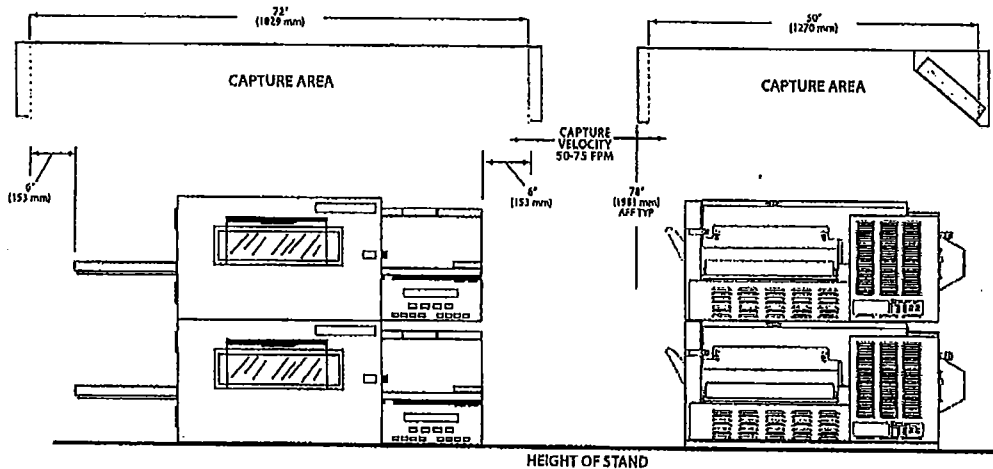 72"
(1829 mm)
50"
(1270 mm)
CAPTURE AREA
CAPTURE AREA
CAPTURE
VELOCITY
50-75 FPM
6"
(153 mm)
6"
(153 mm)
78"
(1981 mm)
AFF TYP
HEIGHT OF STAND